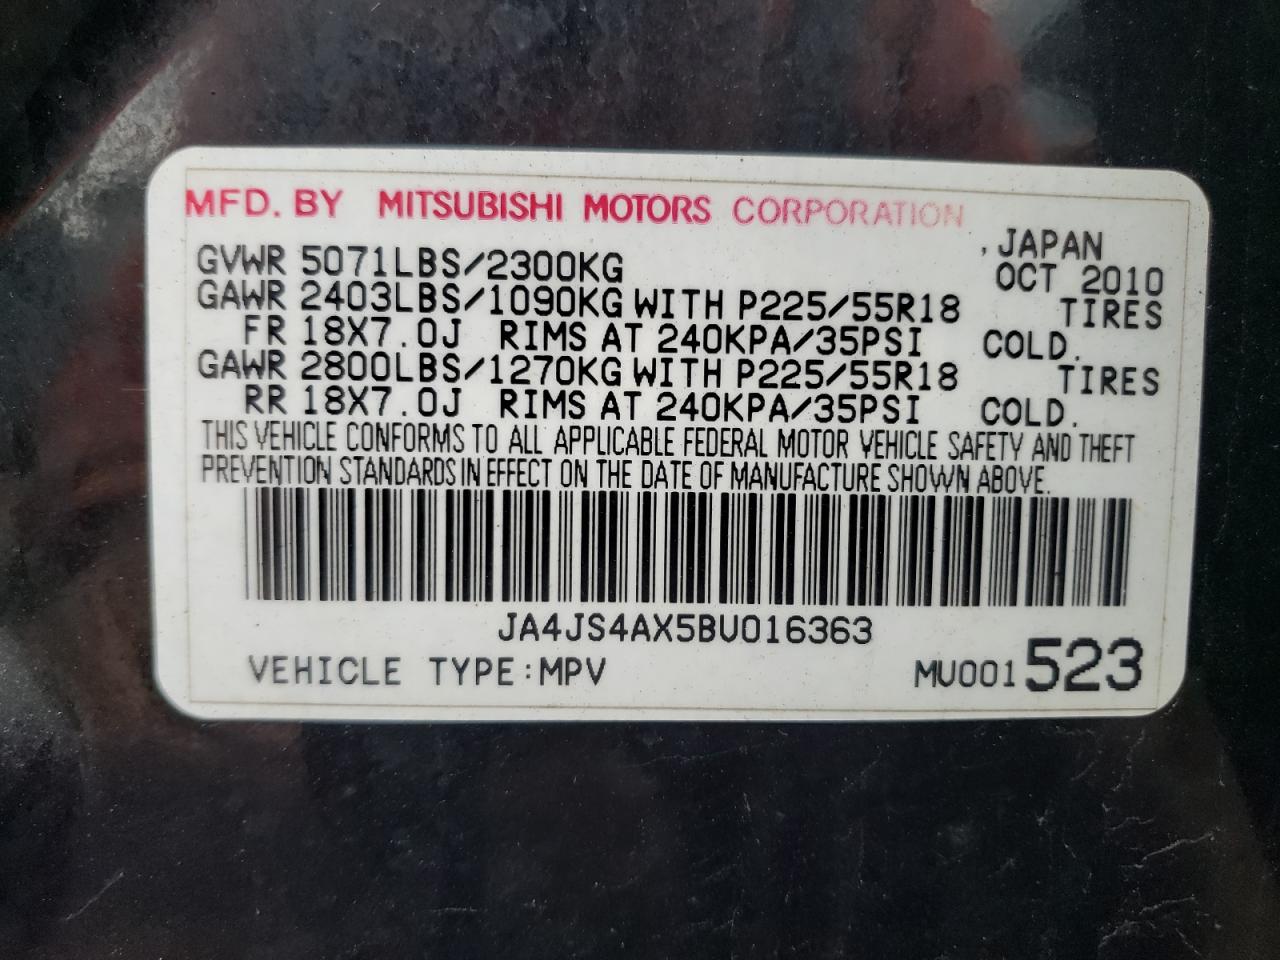 MFD. BY MITSUBISHI MOTORS CORPORATION
, JAPAN
GVWR 5071LBS/2300KG OCT 2010
GAWR 2403LBS/1090KG WITH P225/55R18 TIRES
FR 18X7.0J RIMS AT 240KPA/35PSI COLD.
GAWR 2800LBS/1270KG WITH P225/55R18 TIRES
RR 18X7.0J RIMS AT 240KPA/35PSI COLD.
THIS VEHICLE CONFORMS TO ALL APPLICABLE FEDERAL MOTOR VEHICLE SAFETY AND THEFT
PREVENTION STANDARDS IN EFFECT ON THE DATE OF MANUFACTURE SHOWN ABOVE.
JA4JS4AX5BU016363
VEHICLE TYPE:MPV MU001523